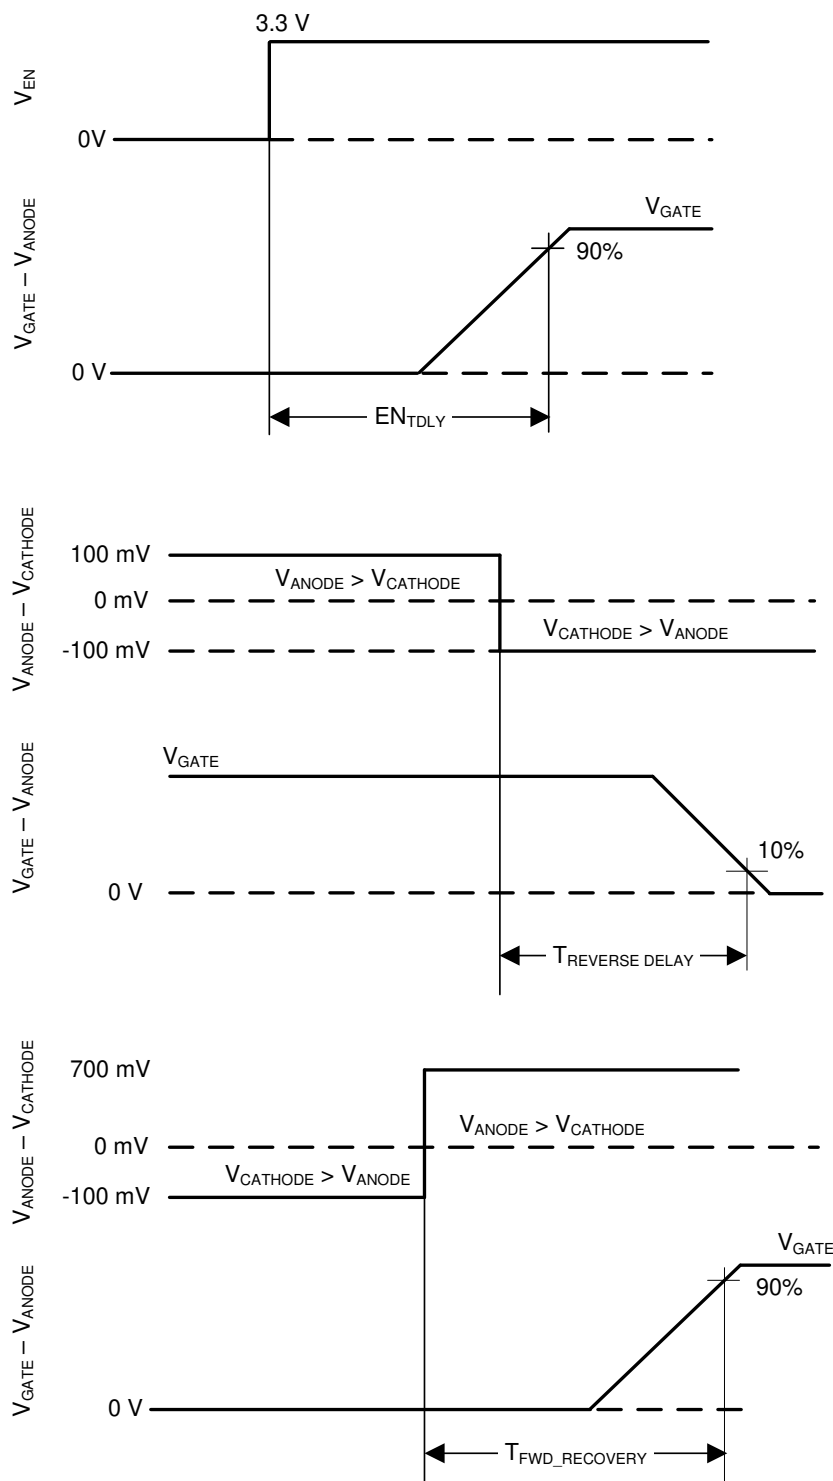 3.3 V
V_EN
0V
V_GATE – V_ANODE
V_GATE
90%
0 V
EN_TDLY
V_ANODE – V_CATHODE
100 mV
V_ANODE > V_CATHODE
0 mV
V_CATHODE > V_ANODE
-100 mV
V_GATE – V_ANODE
V_GATE
10%
0 V
T_REVERSE DELAY
V_ANODE – V_CATHODE
700 mV
V_ANODE > V_CATHODE
0 mV
V_CATHODE > V_ANODE
-100 mV
V_GATE – V_ANODE
V_GATE
90%
0 V
T_FWD_RECOVERY